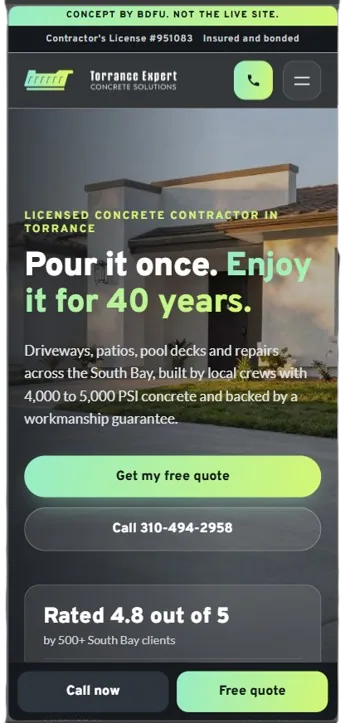 CONCEPT BY BDFU. NOT THE LIVE SITE.
Contractor's License #951083 Insured and bonded
Torrance Expert
CONCRETE SOLUTIONS
LICENSED CONCRETE CONTRACTOR IN
TORRANCE
Pour it once. Enjoy
it for 40 years.
Driveways, patios, pool decks and repairs
across the South Bay, built by local crews with
4,000 to 5,000 PSI concrete and backed by a
workmanship guarantee.
Get my free quote
Call 310-494-2958
Rated 4.8 out of 5
by 500+ South Bay clients
Call now
Free quote